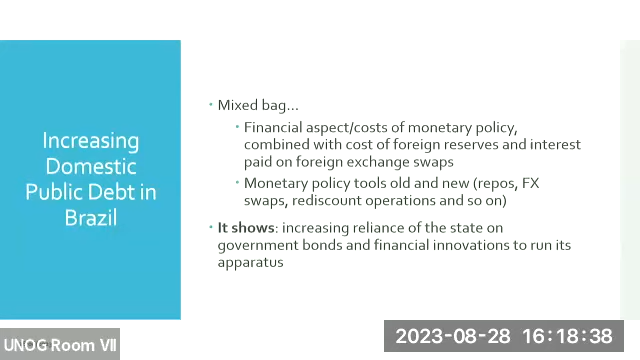 Increasing
Domestic
Public Debt in
Brazil
• Mixed bag…
• Financial aspect/costs of monetary policy,
combined with cost of foreign reserves and interest
paid on foreign exchange swaps
• Monetary policy tools old and new (repos, FX
swaps, rediscount operations and so on)
• It shows: increasing reliance of the state on
government bonds and financial innovations to run its
apparatus
UNOG Room VII
2023-08-28 16:18:38